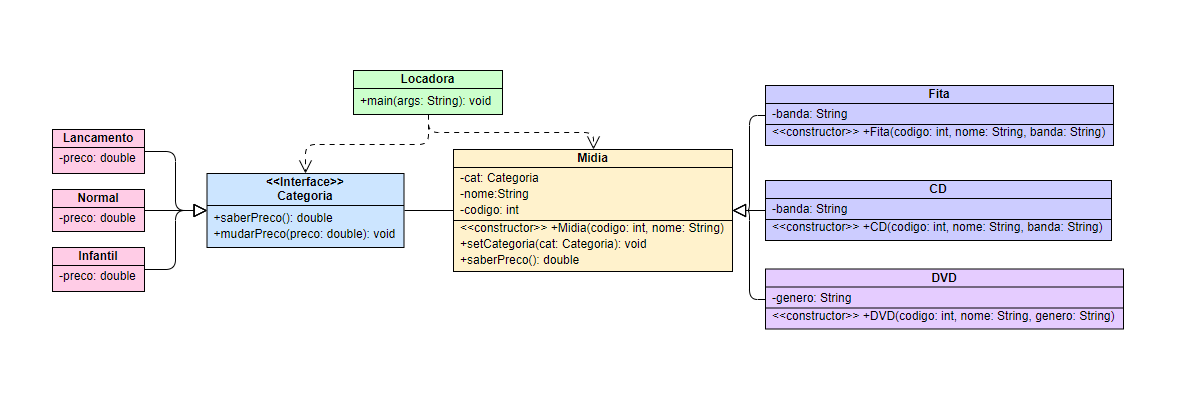 Locadora
+main(args: String): void
Lancamento
-preco: double
Normal
-preco: double
Infantil
-preco: double
<<Interface>>
Categoria
+saberPreco(): double
+mudarPreco(preco: double): void
Midia
-cat: Categoria
-nome:String
-codigo: int
<<constructor>> +Midia(codigo: int, nome: String)
+setCategoria(cat: Categoria): void
+saberPreco(): double
Fita
-banda: String
<<constructor>> +Fita(codigo: int, nome: String, banda: String)
CD
-banda: String
<<constructor>> +CD(codigo: int, nome: String, banda: String)
DVD
-genero: String
<<constructor>> +DVD(codigo: int, nome: String, genero: String)